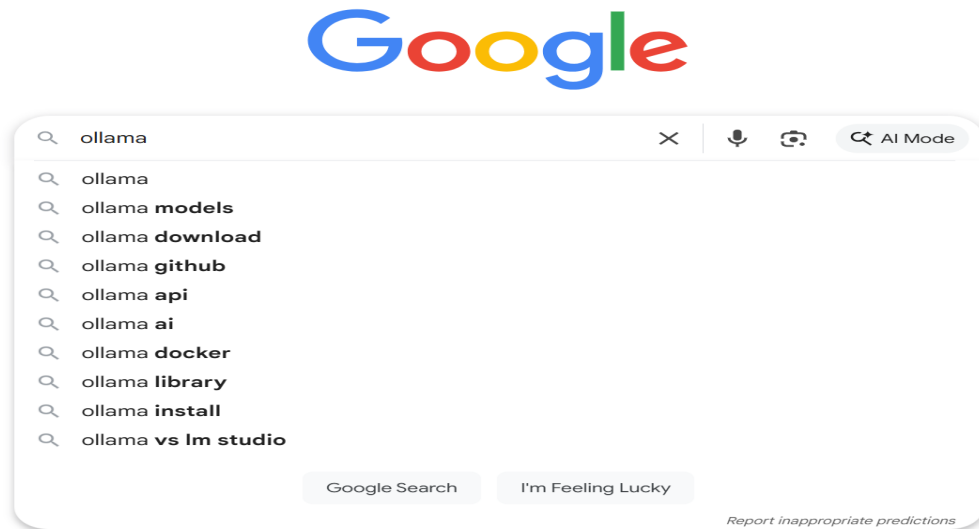 Google
ollama AI Mode
ollama
ollama models
ollama download
ollama github
ollama api
ollama ai
ollama docker
ollama library
ollama install
ollama vs lm studio
Google Search I'm Feeling Lucky
Report inappropriate predictions